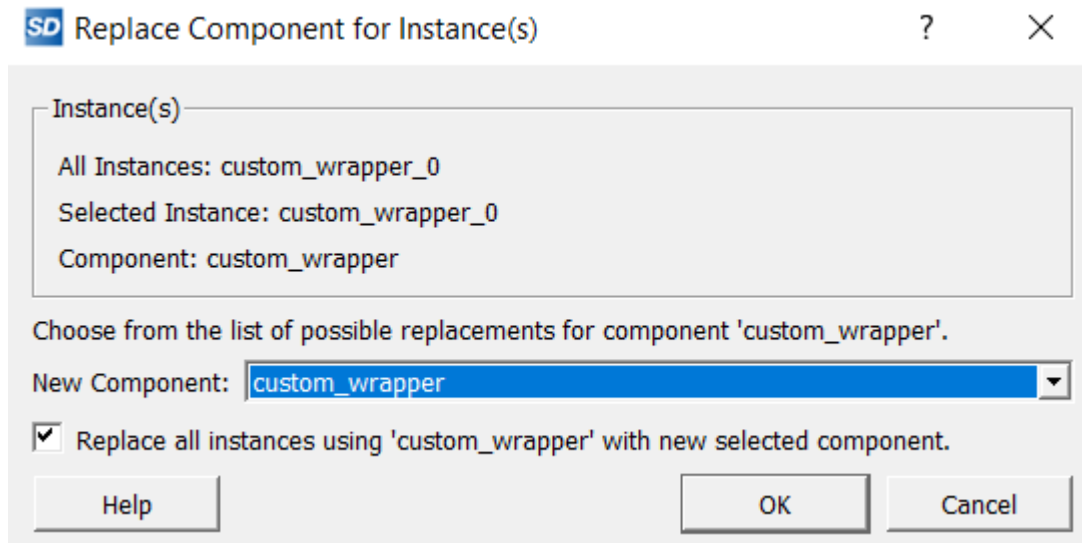 SD Replace Component for Instance(s) ? ×
Instance(s)
All Instances: custom_wrapper_0
Selected Instance: custom_wrapper_0
Component: custom_wrapper
Choose from the list of possible replacements for component 'custom_wrapper'.
New Component: custom_wrapper
Replace all instances using 'custom_wrapper' with new selected component.
Help OK Cancel